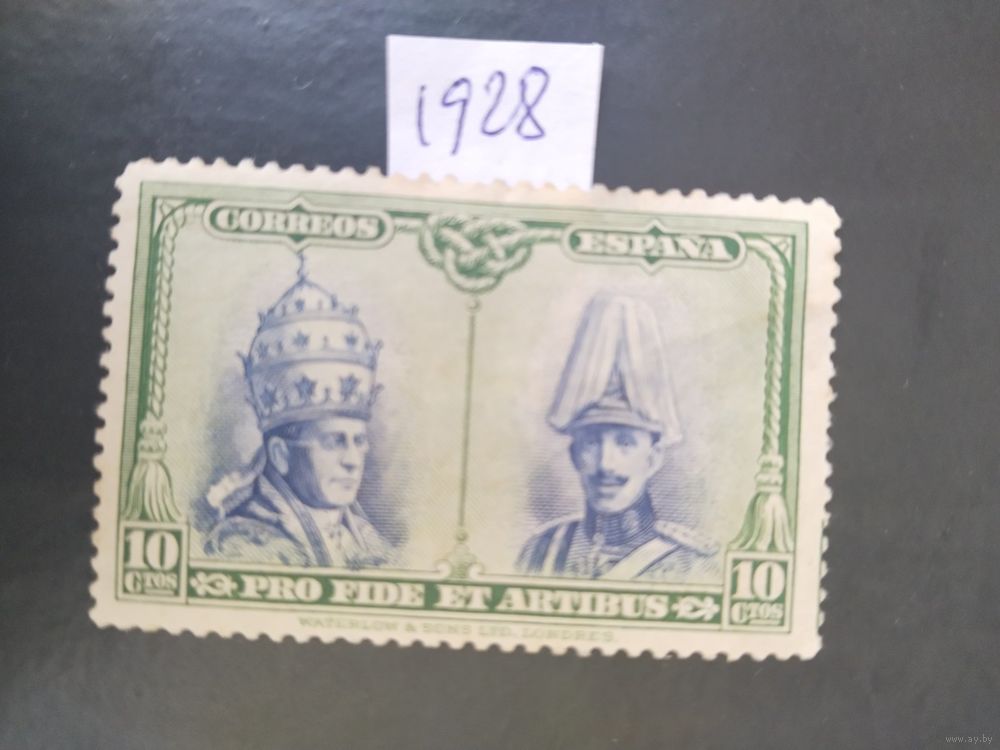 1928
CORREOS ESPAÑA
10 CTOS
PRO FIDE ET ARTIBUS
10 CTOS
WATERLOW & SONS LTD. LONDRES.
www.ay.by